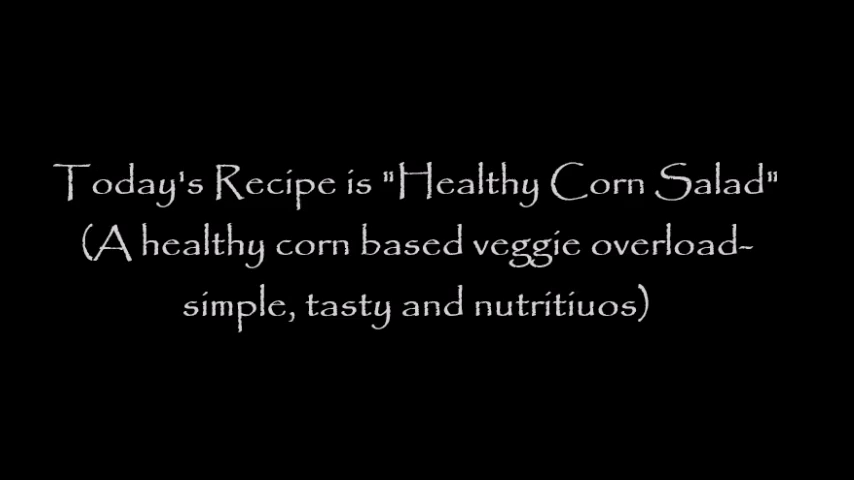 Today's Recipe is "Healthy Corn Salad"
(A healthy corn based veggie overload-
simple, tasty and nutritiuos)